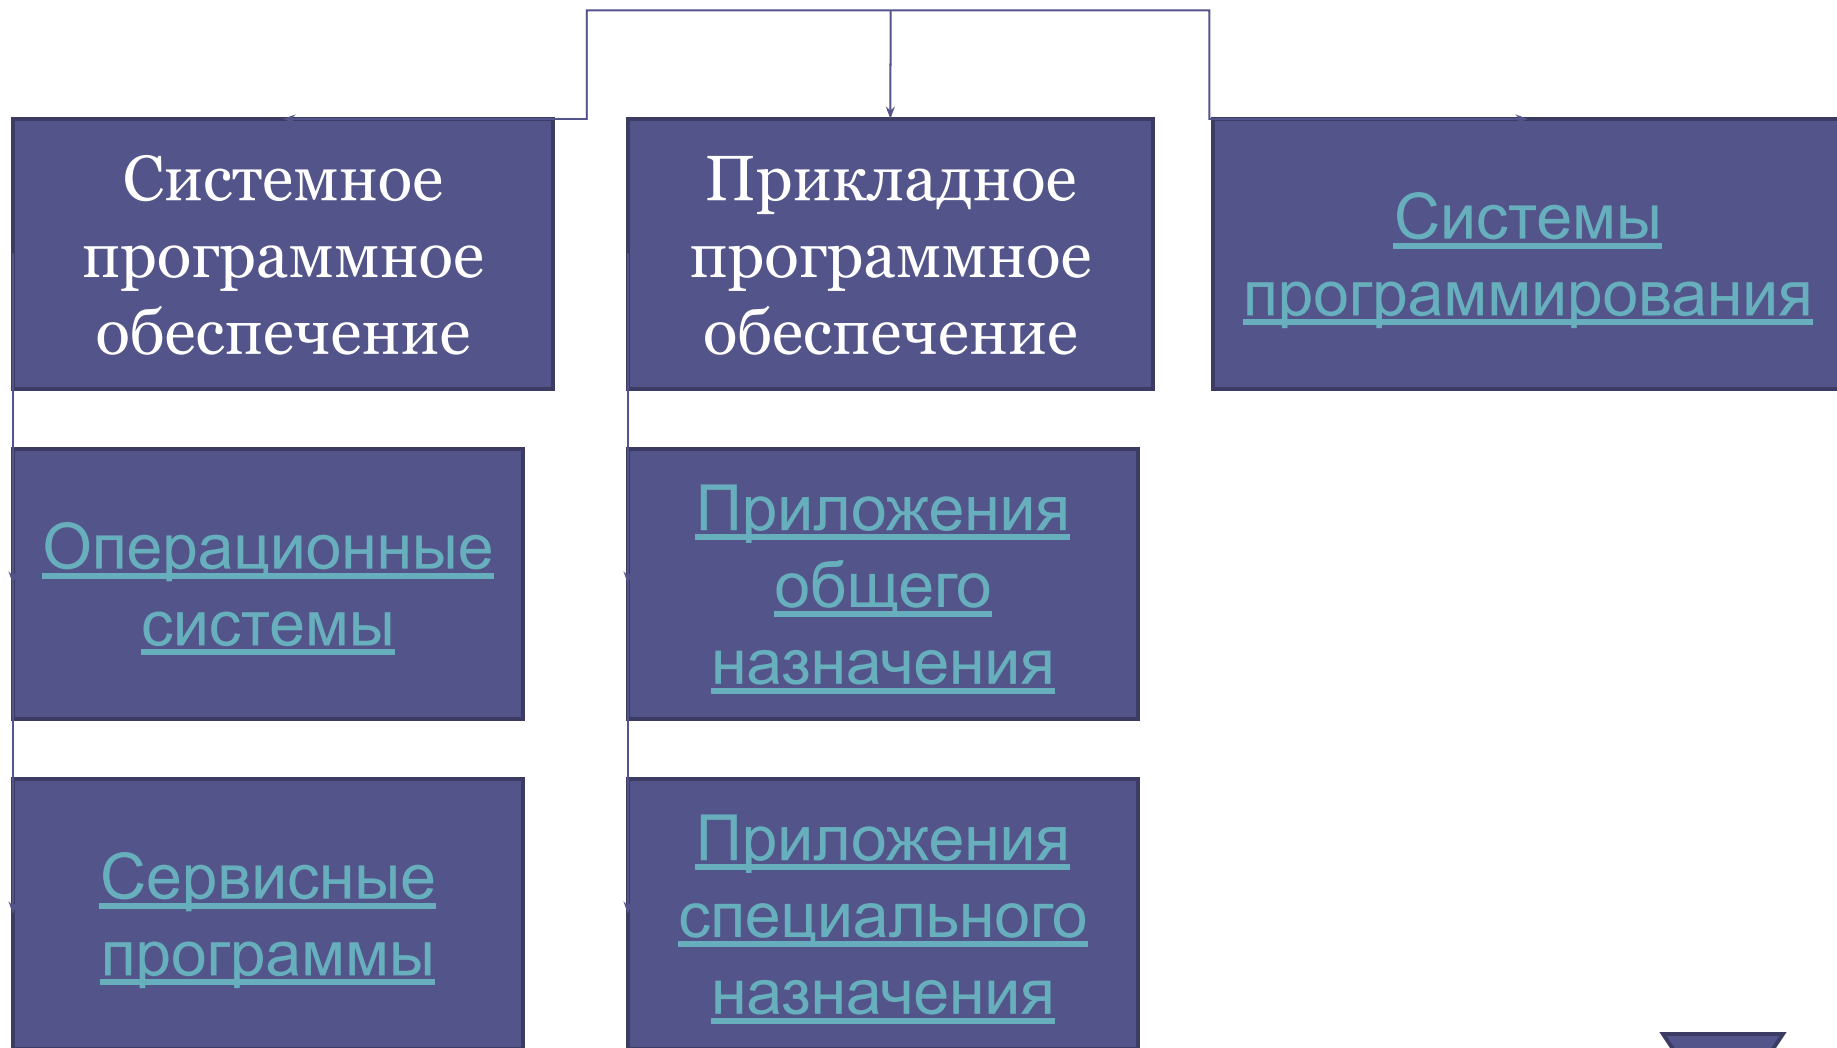 Системное
программное
обеспечение
Прикладное
программное
обеспечение
Системы
программирования
Операционные
системы
Приложения
общего
назначения
Сервисные
программы
Приложения
специального
назначения